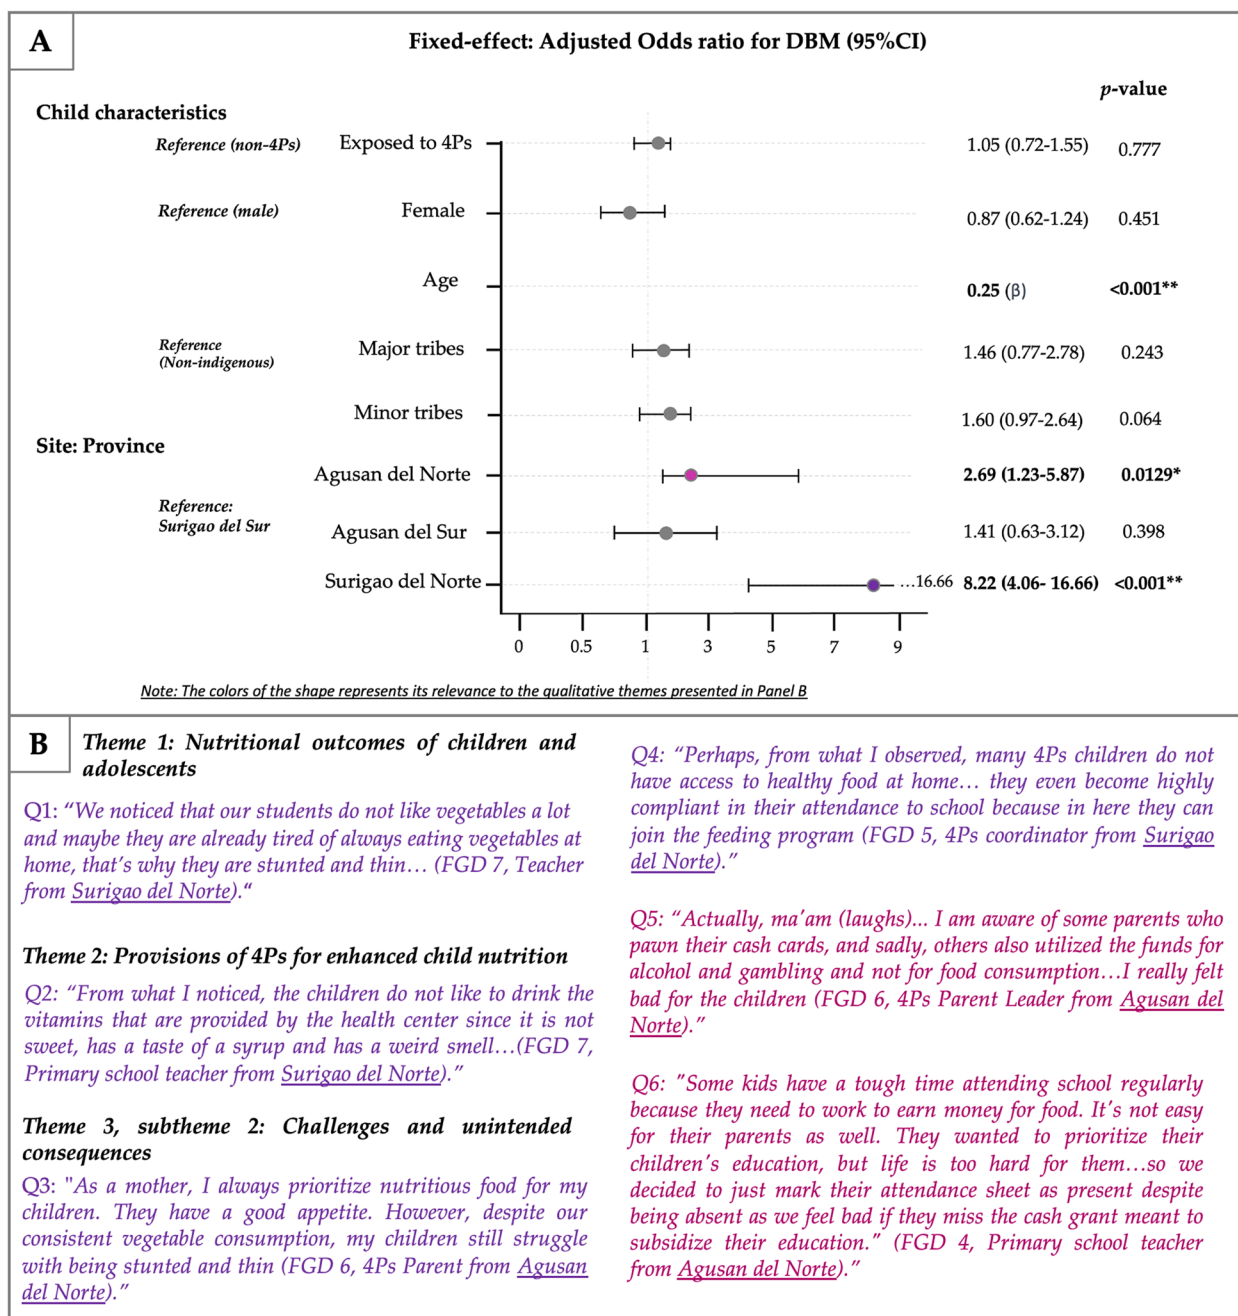 A
Fixed-effect: Adjusted Odds ratio for DBM (95%CI)
p-value
Child characteristics
Reference (non-4Ps) Exposed to 4Ps 1.05 (0.72-1.55) 0.777
Reference (male) Female 0.87 (0.62-1.24) 0.451
Age 0.25 (β) <0.001**
Reference
(Non-indigenous)
Major tribes 1.46 (0.77-2.78) 0.243
Minor tribes 1.60 (0.97-2.64) 0.064
Site: Province
Agusan del Norte 2.69 (1.23-5.87) 0.0129*
Reference:
Surigao del Sur
Agusan del Sur 1.41 (0.63-3.12) 0.398
Surigao del Norte ...16.66 8.22 (4.06- 16.66) <0.001**
0 0.5 1 3 5 7 9
Note: The colors of the shape represents its relevance to the qualitative themes presented in Panel B
B
Theme 1: Nutritional outcomes of children and
adolescents
Q1: “We noticed that our students do not like vegetables a lot
and maybe they are already tired of always eating vegetables at
home, that's why they are stunted and thin… (FGD 7, Teacher
from Surigao del Norte).“
Theme 2: Provisions of 4Ps for enhanced child nutrition
Q2: “From what I noticed, the children do not like to drink the
vitamins that are provided by the health center since it is not
sweet, has a taste of a syrup and has a weird smell…(FGD 7,
Primary school teacher from Surigao del Norte).”
Theme 3, subtheme 2: Challenges and unintended
consequences
Q3: "As a mother, I always prioritize nutritious food for my
children. They have a good appetite. However, despite our
consistent vegetable consumption, my children still struggle
with being stunted and thin (FGD 6, 4Ps Parent from Agusan
del Norte).”
Q4: “Perhaps, from what I observed, many 4Ps children do not
have access to healthy food at home… they even become highly
compliant in their attendance to school because in here they can
join the feeding program (FGD 5, 4Ps coordinator from Surigao
del Norte).”
Q5: “Actually, ma'am (laughs)... I am aware of some parents who
pawn their cash cards, and sadly, others also utilized the funds for
alcohol and gambling and not for food consumption…I really felt
bad for the children (FGD 6, 4Ps Parent Leader from Agusan del
Norte).”
Q6: "Some kids have a tough time attending school regularly
because they need to work to earn money for food. It's not easy
for their parents as well. They wanted to prioritize their
children's education, but life is too hard for them…so we
decided to just mark their attendance sheet as present despite
being absent as we feel bad if they miss the cash grant meant to
subsidize their education.” (FGD 4, Primary school teacher
from Agusan del Norte).”